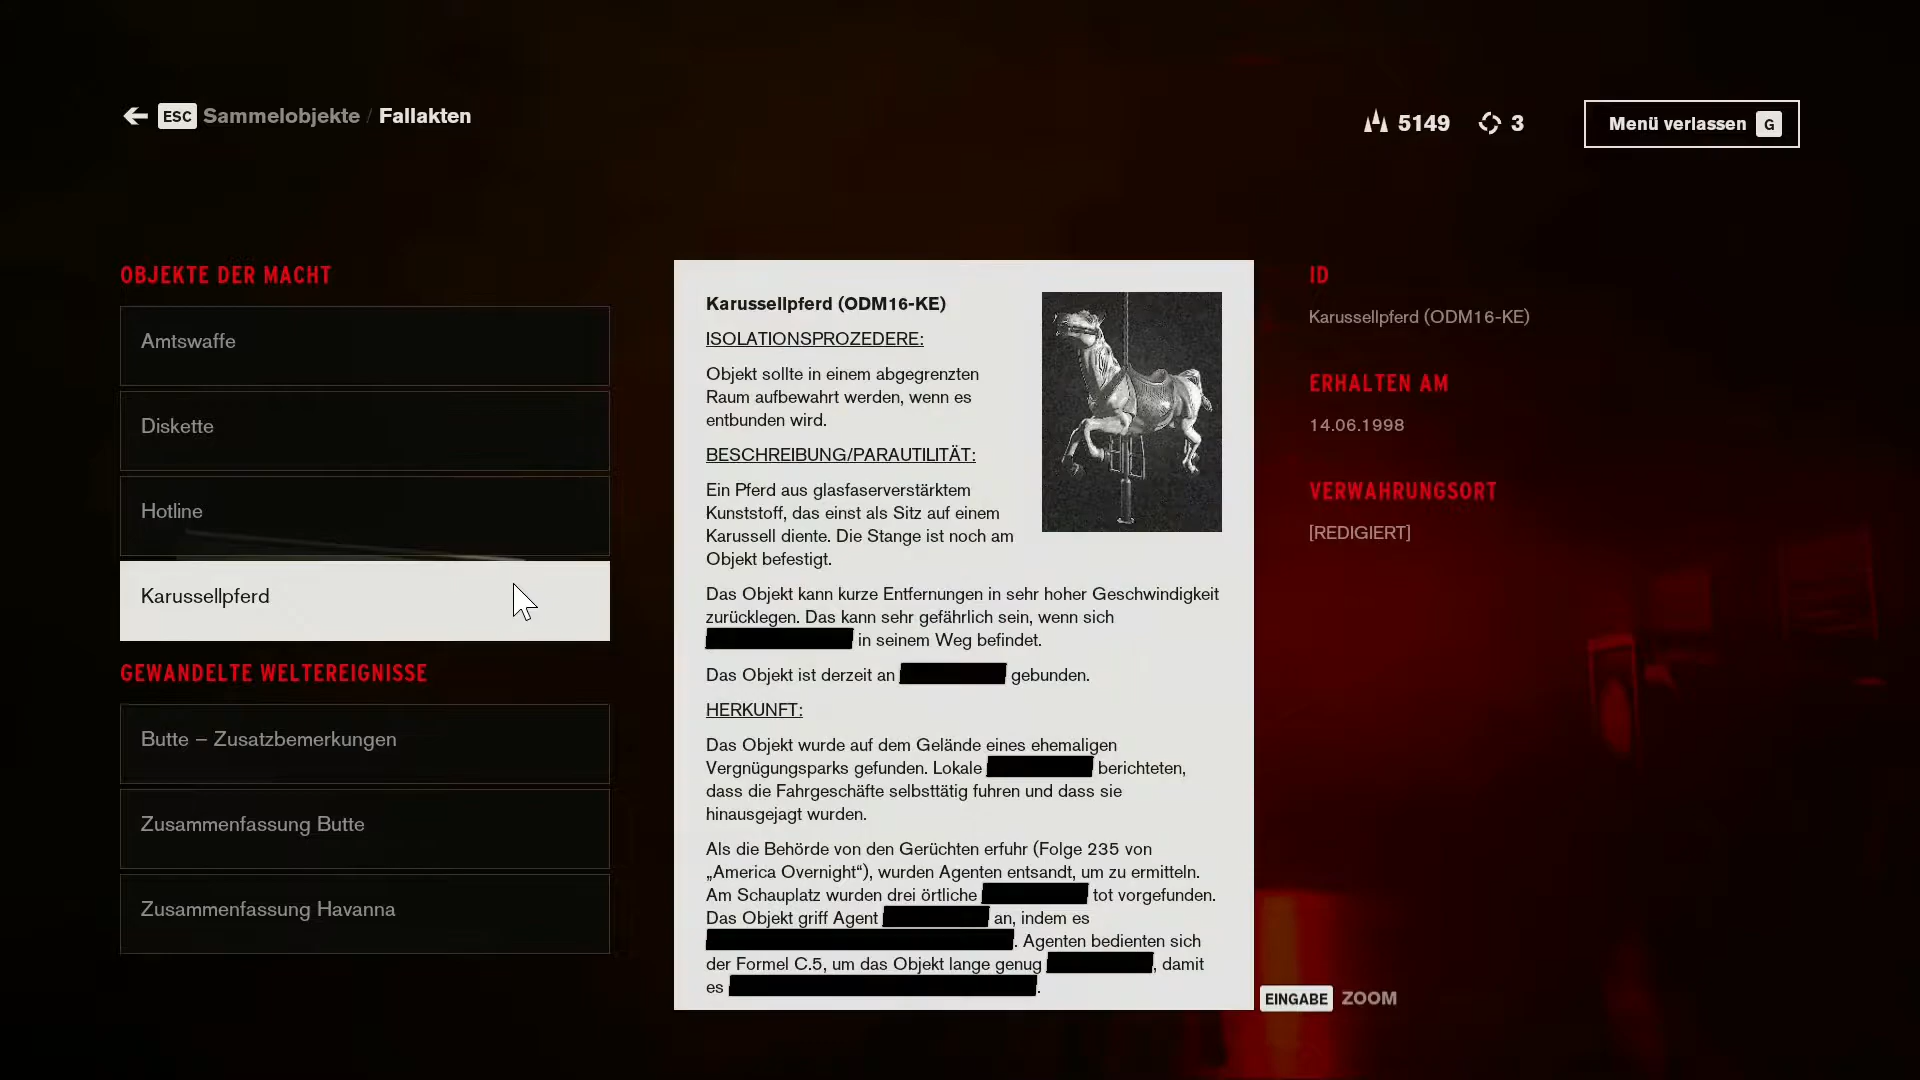 ESC Sammelobjekte / Fallakten
5149 3
Menü verlassen G
OBJEKTE DER MACHT
Amtswaffe
Diskette
Hotline
Karussellpferd
GEWANDELTE WELTEREIGNISSE
Butte – Zusatzbemerkungen
Zusammenfassung Butte
Zusammenfassung Havanna
Karussellpferd (ODM16-KE)
ISOLATIONSPROZEDERE:
Objekt sollte in einem abgegrenzten
Raum aufbewahrt werden, wenn es
entbunden wird.
BESCHREIBUNG/PARAUTILITÄT:
Ein Pferd aus glasfaserverstärktem
Kunststoff, das einst als Sitz auf einem
Karussell diente. Die Stange ist noch am
Objekt befestigt.
Das Objekt kann kurze Entfernungen in sehr hoher Geschwindigkeit
zurücklegen. Das kann sehr gefährlich sein, wenn sich
in seinem Weg befindet.
Das Objekt ist derzeit an gebunden.
HERKUNFT:
Das Objekt wurde auf dem Gelände eines ehemaligen
Vergnügungsparks gefunden. Lokale berichteten,
dass die Fahrgeschäfte selbsttätig fuhren und dass sie
hinausgejagt wurden.
Als die Behörde von den Gerüchten erfuhr (Folge 235 von
„America Overnight“), wurden Agenten entsandt, um zu ermitteln.
Am Schauplatz wurden drei örtliche tot vorgefunden.
Das Objekt griff Agent an, indem es
. Agenten bedienten sich
der Formel C.5, um das Objekt lange genug , damit
es .
ID
Karussellpferd (ODM16-KE)
ERHALTEN AM
14.06.1998
VERWAHRUNGSORT
[REDIGIERT]
EINGABE ZOOM